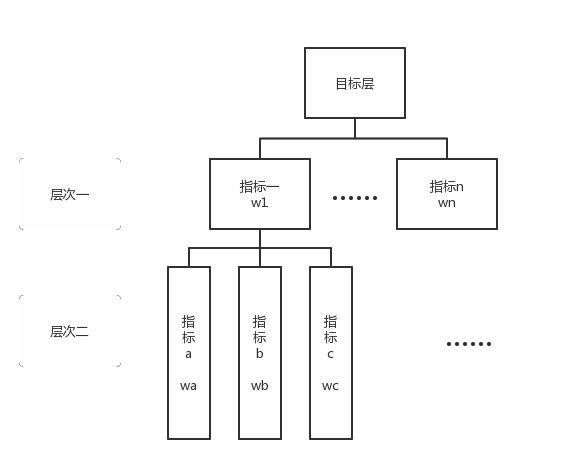 目标层
层次一
指标一
w1
......
指标n
wn
层次二
指
标
a
wa
指
标
b
wb
指
标
c
wc
......